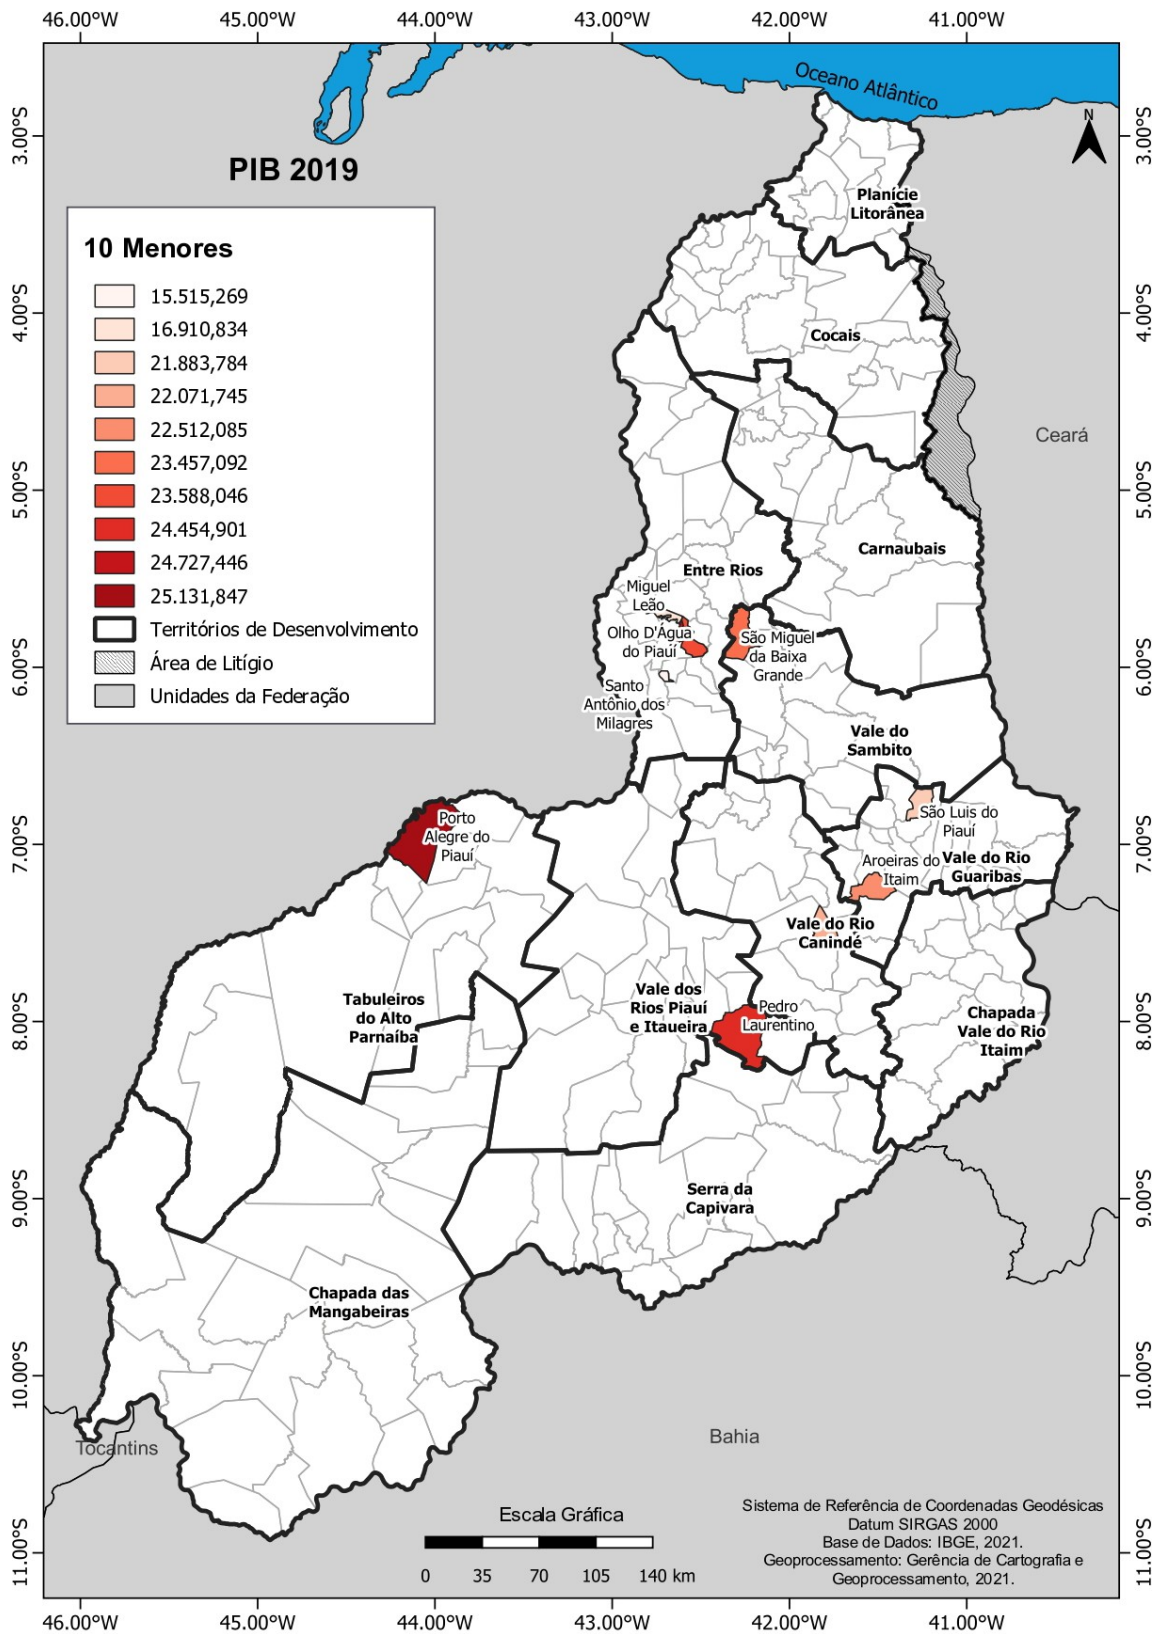 46.00°W 45.00°W 44.00°W 43.00°W 42.00°W 41.00°W
Oceano Atlântico
N
3.00°S
3.00°S
PIB 2019
Planície
Litorânea
10 Menores
15.515,269
16.910,834
21.883,784
22.071,745
22.512,085
23.457,092
23.588,046
24.454,901
24.727,446
25.131,847
Territórios de Desenvolvimento
Área de Litígio
Unidades da Federação
4.00°S
4.00°S
Cocais
Ceará
5.00°S
5.00°S
Carnaubais
Entre Rios
Miguel
Leão
Olho D'Água
do Piauí
São Miguel
da Baixa
Grande
6.00°S
6.00°S
Santo
Antônio dos
Milagres
Vale do
Sambito
São Luis do
Piauí
Porto
Alegre do
Piauí
7.00°S
7.00°S
Aroeiras do
Itaim
Vale do Rio
Guaribas
Vale do Rio
Canindé
Tabuleiros
do Alto
Parnaíba
Vale dos
Rios Piauí
e Itaueira
Pedro
Laurentino
Chapada
Vale do Rio
Itaim
8.00°S
8.00°S
Serra da
Capivara
9.00°S
9.00°S
Chapada das
Mangabeiras
10.00°S
10.00°S
Tocantins
Bahia
Escala Gráfica
0 35 70 105 140 km
Sistema de Referência de Coordenadas Geodésicas
Datum SIRGAS 2000
Base de Dados: IBGE, 2021.
Geoprocessamento: Gerência de Cartografia e
Geoprocessamento, 2021.
11.00°S
11.00°S
46.00°W 45.00°W 44.00°W 43.00°W 42.00°W 41.00°W